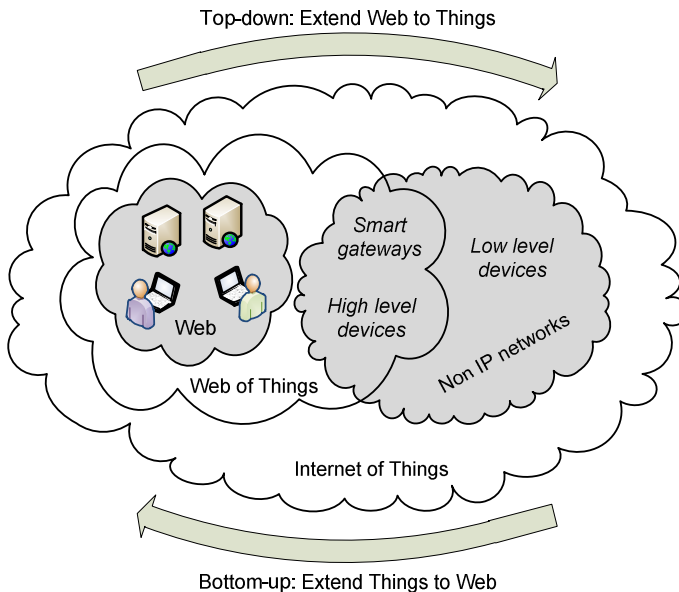 Top-down: Extend Web to Things
Smart
gateways
Low level
devices
High level
devices
Web
Non IP networks
Web of Things
Internet of Things
Bottom-up: Extend Things to Web